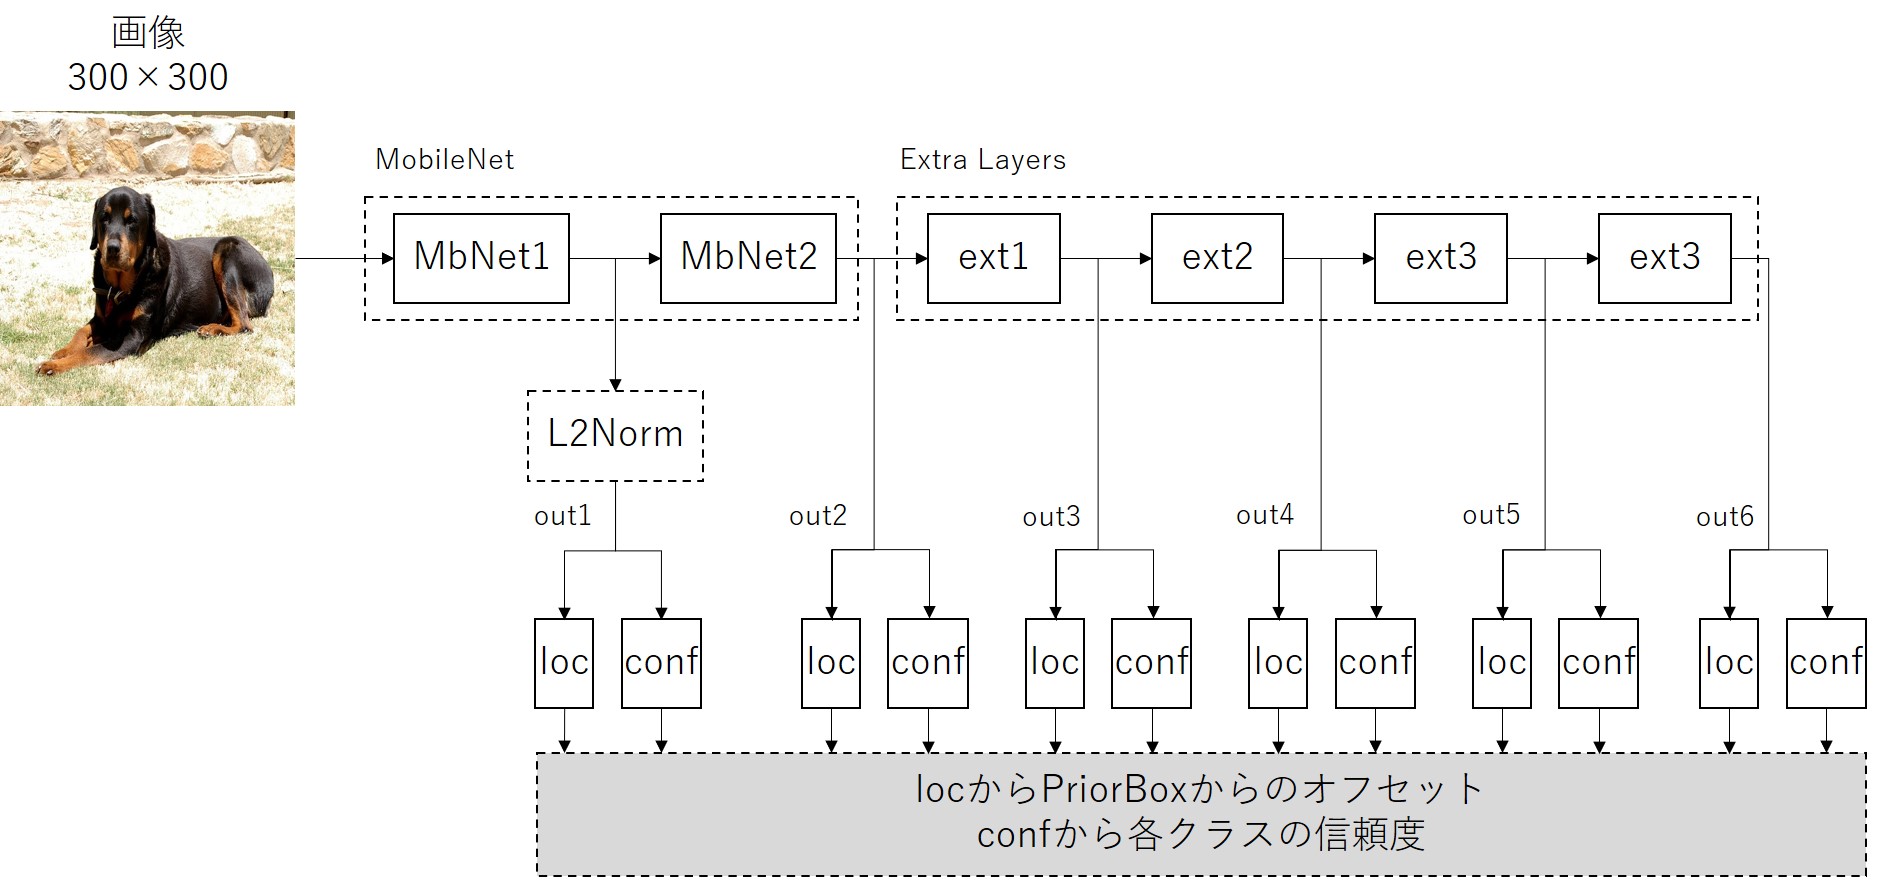 画像
300×300
MobileNet
Extra Layers
MbNet1
MbNet2
ext1
ext2
ext3
ext3
L2Norm
out1
out2
out3
out4
out5
out6
loc
conf
loc
conf
loc
conf
loc
conf
loc
conf
loc
conf
locからPriorBoxからのオフセット
confから各クラスの信頼度